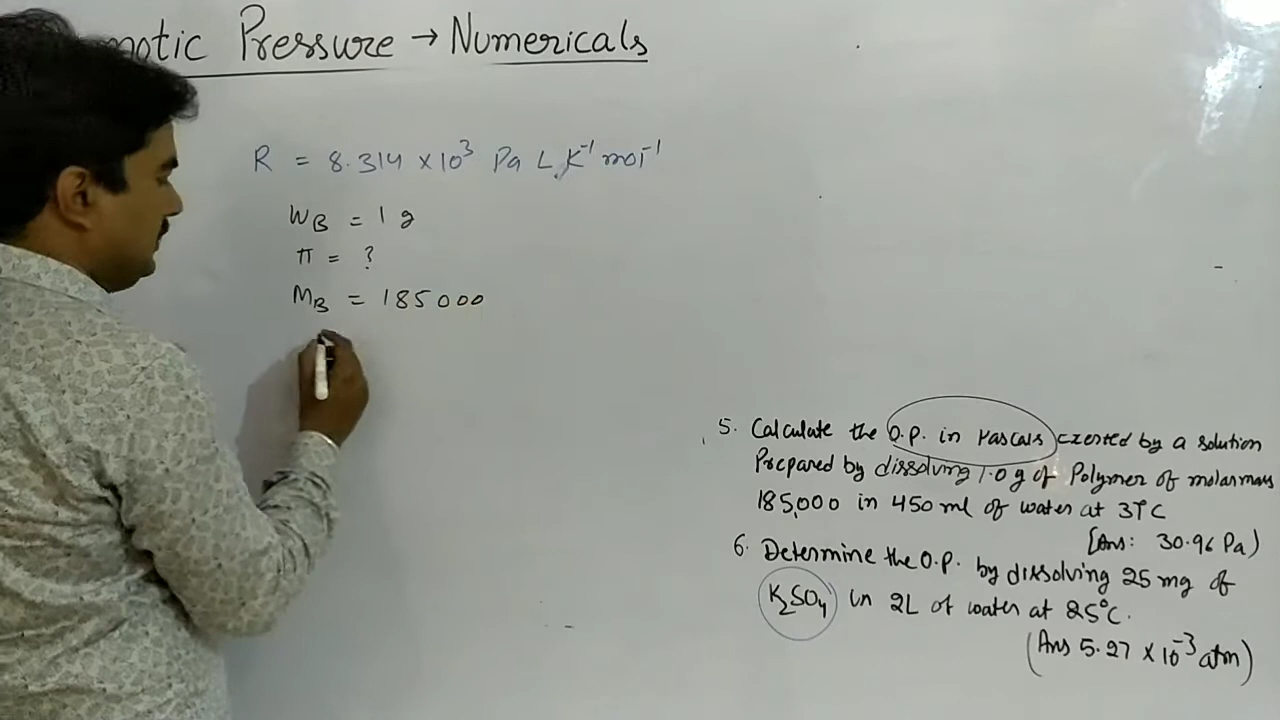 motic Pressure → Numericals
R = 8.314 × 10³ Pa L K⁻¹ mol⁻¹
W_B = 1 g
π = ?
M_B = 185000
5. Calculate the O.P. in Pascals exerted by a solution
Prepared by dissolving 1.0 g of Polymer of molar mass
185,000 in 450 ml of water at 37°C
[Ans: 30.96 Pa)
6. Determine the O.P. by dissolving 25 mg of
K₂SO₄ in 2L of water at 25°C.
(Ans 5.27 × 10⁻³ atm)